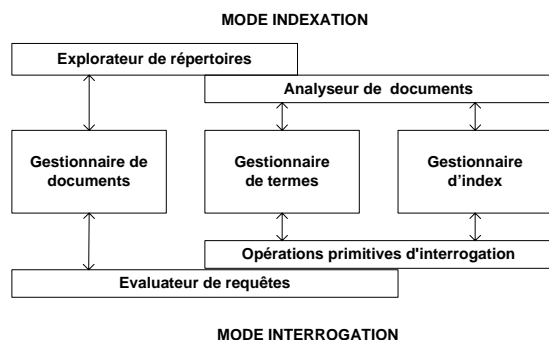 MODE INDEXATION
Explorateur de répertoires
Analyseur de documents
Gestionnaire de
documents
Gestionnaire
de termes
Gestionnaire
d'index
Opérations primitives d'interrogation
Evaluateur de requêtes
MODE INTERROGATION